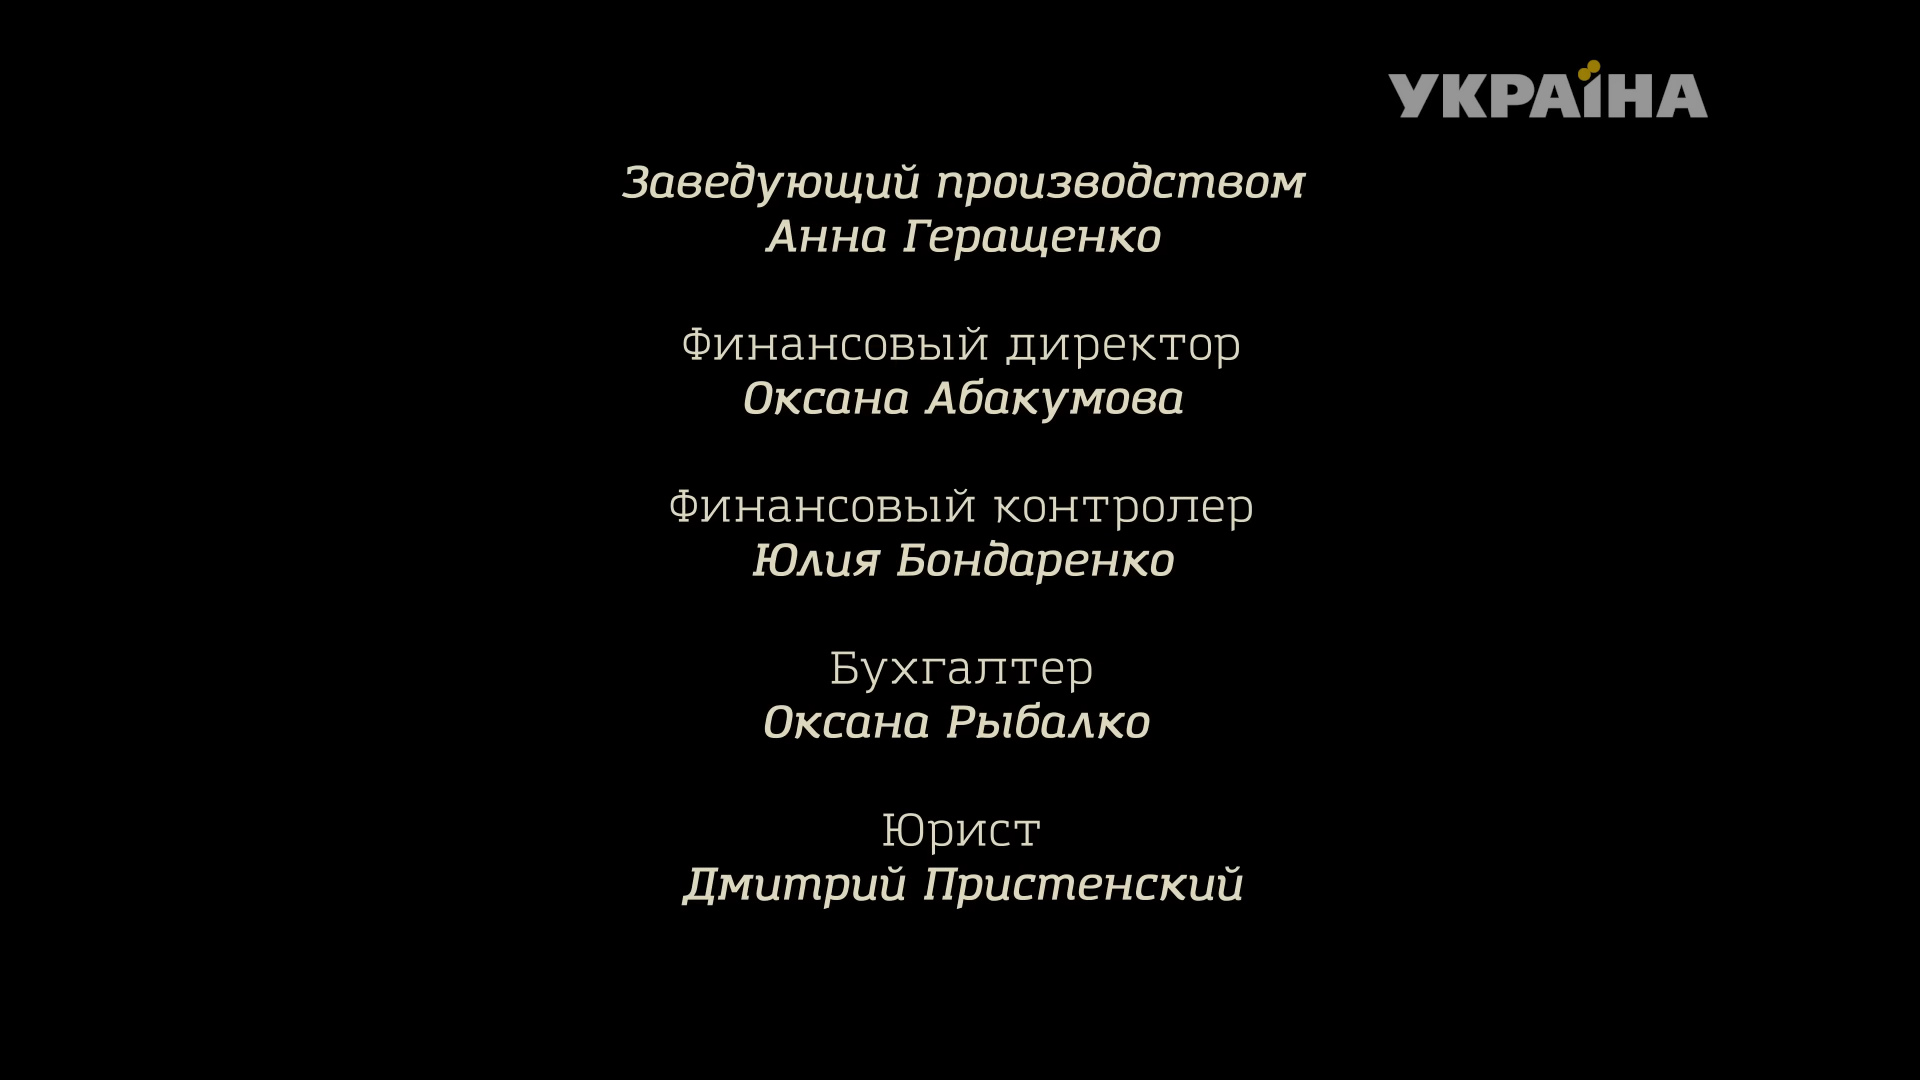 УКРАЇНА
Заведующий производством
Анна Геращенко
Финансовый директор
Оксана Абакумова
Финансовый контролер
Юлия Бондаренко
Бухгалтер
Оксана Рыбалко
Юрист
Дмитрий Пристенский